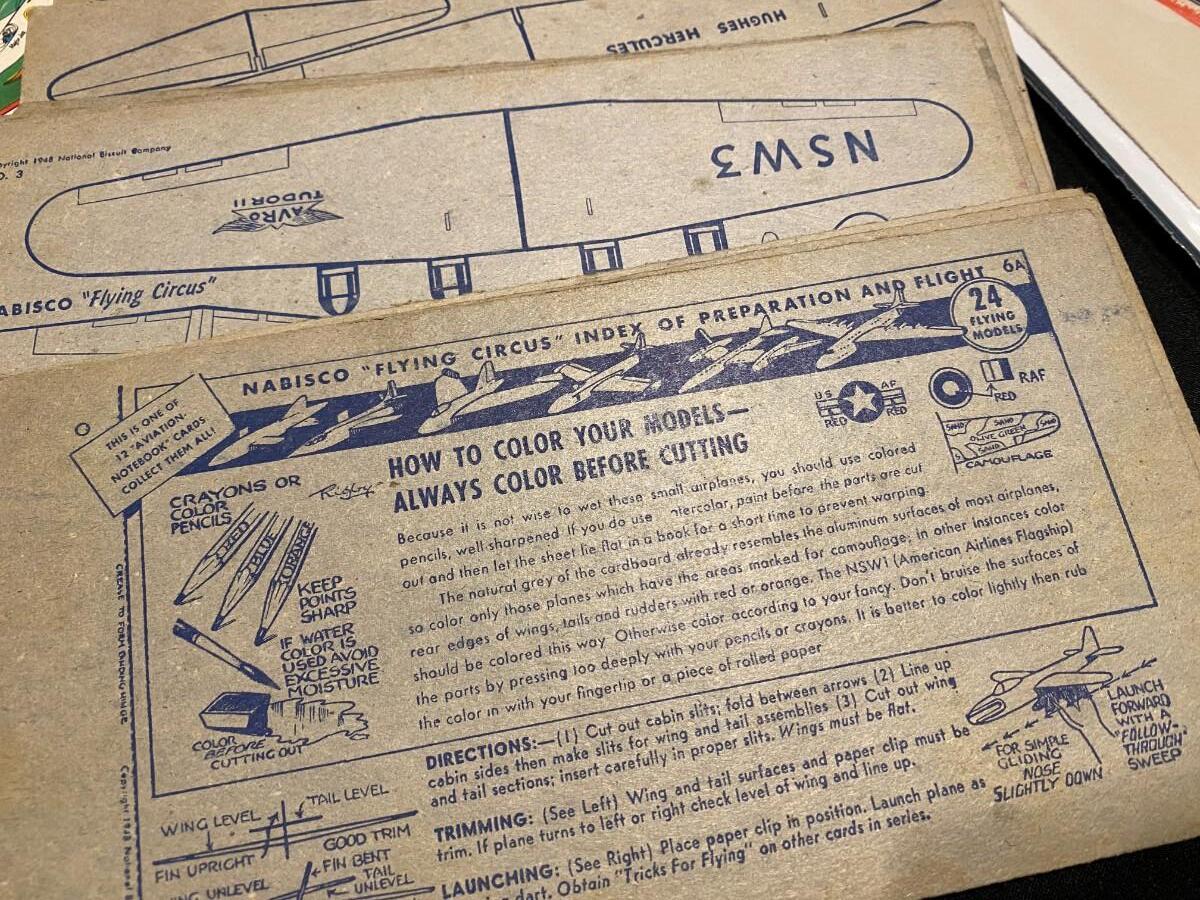 HUGHES HERCULES
Copyright 1948 National Biscuit Company
NO. 3
NSW3
AVRO
TUDOR II
NABISCO "Flying Circus"
NABISCO "FLYING CIRCUS" INDEX OF PREPARATION AND FLIGHT 6A
24
FLYING
MODELS
THIS IS ONE OF
12 "AVIATION-
NOTEBOOK" CARDS
COLLECT THEM ALL!
HOW TO COLOR YOUR MODELS—
ALWAYS COLOR BEFORE CUTTING
US AF
RED RED
RED
RAF
SAND SAND
OLIVE GREEN
SAND
CAMOUFLAGE
CRAYONS OR
COLOR
PENCILS
Rigby
RED
BLUE
ORANGE
KEEP
POINTS
SHARP
IF WATER
COLOR IS
USED AVOID
EXCESSIVE
MOISTURE
COLOR
BEFORE
CUTTING OUT
Because it is not wise to wet these small airplanes, you should use colored
pencils, well sharpened If you do use watercolor, paint before the parts are cut
out and then let the sheet lie flat in a book for a short time to prevent warping.
The natural grey of the cardboard already resembles the aluminum surfaces of most airplanes,
so color only those planes which have the areas marked for camouflage; in other instances color
rear edges of wings, tails and rudders with red or orange. The NSW1 (American Airlines Flagship)
should be colored this way Otherwise color according to your fancy. Don't bruise the surfaces of
the parts by pressing too deeply with your pencils or crayons. It is better to color lightly then rub
the color in with your fingertip or a piece of rolled paper
CREASE TO FORM BINDING HINGE
Copyright 1948 National
DIRECTIONS:—(1) Cut out cabin slits; fold between arrows (2) Line up
cabin sides then make slits for wing and tail assemblies (3) Cut out wing
and tail sections; insert carefully in proper slits. Wings must be flat.
TRIMMING: (See Left) Wing and tail surfaces and paper clip must be
trim. If plane turns to left or right check level of wing and line up.
LAUNCHING: (See Right) Place paper clip in position. Launch plane as
dart. Obtain "Tricks For Flying" on other cards in series.
WING LEVEL
TAIL LEVEL
FIN UPRIGHT
GOOD TRIM
FIN BENT
WING UNLEVEL
TAIL
UNLEVEL
FOR SIMPLE
GLIDING
NOSE
SLIGHTLY DOWN
LAUNCH
FORWARD
WITH A
"FOLLOW-
THROUGH"
SWEEP